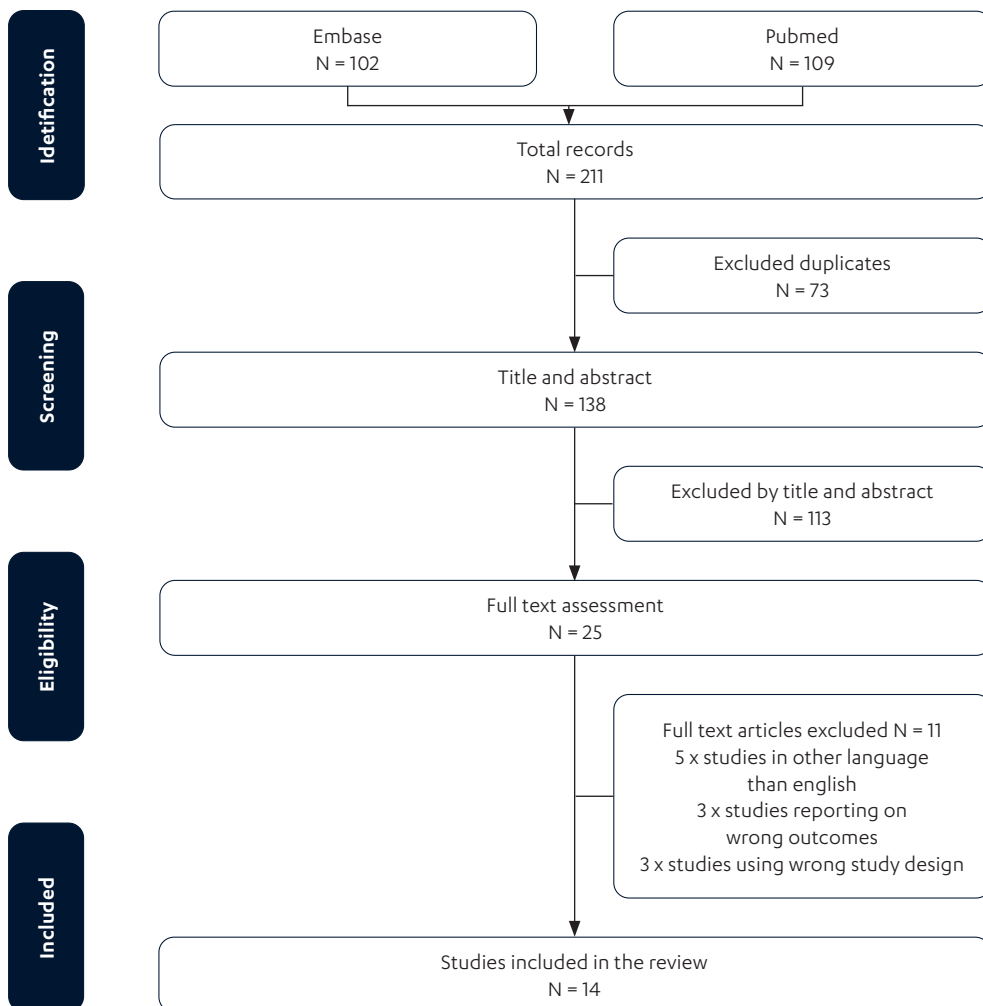 Idetification
Embase
N = 102
Pubmed
N = 109
Total records
N = 211
Excluded duplicates
N = 73
Screening
Title and abstract
N = 138
Excluded by title and abstract
N = 113
Eligibility
Full text assessment
N = 25
Full text articles excluded N = 11
5 x studies in other language
than english
3 x studies reporting on
wrong outcomes
3 x studies using wrong study design
Included
Studies included in the review
N = 14